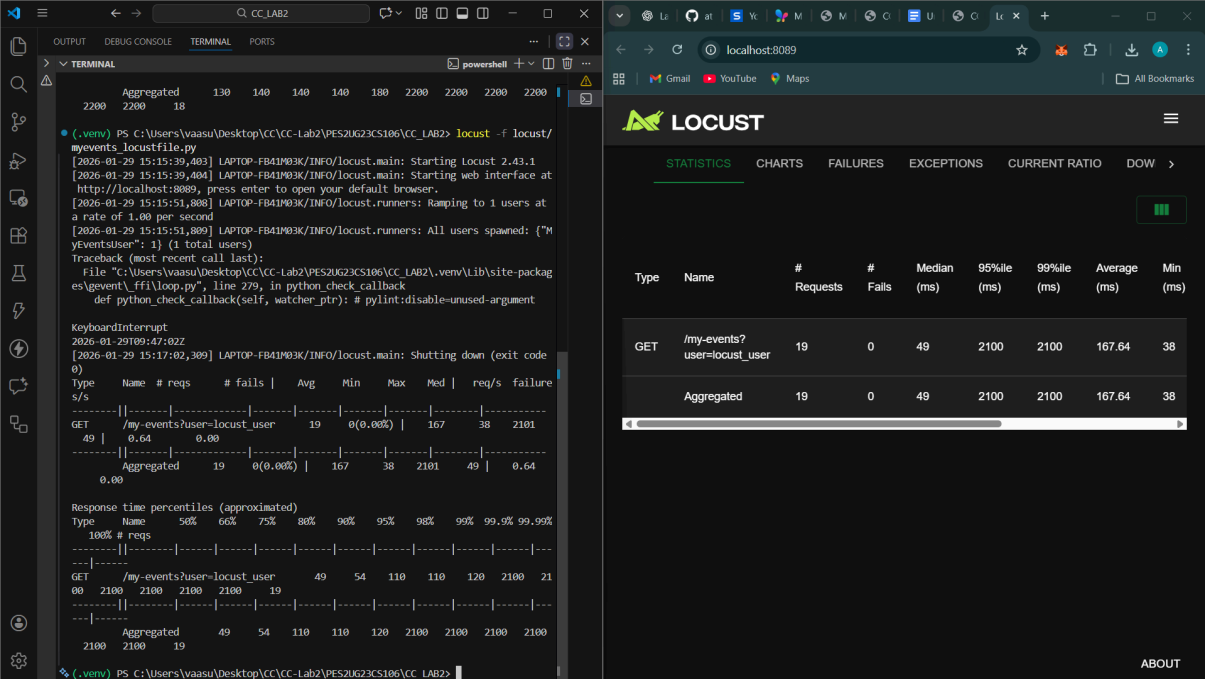 CC_LAB2
OUTPUT DEBUG CONSOLE TERMINAL PORTS
TERMINAL
powershell
Aggregated 130 140 140 140 180 2200 2200 2200 2200
2200 2200 18
(.venv) PS C:\Users\vaasu\Desktop\CC\CC-Lab2\PES2UG23CS106\CC_LAB2> locust -f locust/
myevents_locustfile.py
[2026-01-29 15:15:39,403] LAPTOP-FB41M03K/INFO/locust.main: Starting Locust 2.43.1
[2026-01-29 15:15:39,404] LAPTOP-FB41M03K/INFO/locust.main: Starting web interface at
http://localhost:8089, press enter to open your default browser.
[2026-01-29 15:15:51,808] LAPTOP-FB41M03K/INFO/locust.runners: Ramping to 1 users at
a rate of 1.00 per second
[2026-01-29 15:15:51,809] LAPTOP-FB41M03K/INFO/locust.runners: All users spawned: {"M
yEventsUser": 1} (1 total users)
Traceback (most recent call last):
File "C:\Users\vaasu\Desktop\CC\CC-Lab2\PES2UG23CS106\CC_LAB2\.venv\Lib\site-packag
es\gevent\_ffi\loop.py", line 279, in python_check_callback
def python_check_callback(self, watcher_ptr): # pylint:disable=unused-argument
KeyboardInterrupt
2026-01-29T09:47:02Z
[2026-01-29 15:17:02,309] LAPTOP-FB41M03K/INFO/locust.main: Shutting down (exit code
0)
Type Name # reqs # fails | Avg Min Max Med | req/s failure
s/s
--------||-------|-------------|-------|-------|-------|-------|--------|-----------
GET /my-events?user=locust_user 19 0(0.00%) | 167 38 2101
49 | 0.64 0.00
--------||-------|-------------|-------|-------|-------|-------|--------|-----------
Aggregated 19 0(0.00%) | 167 38 2101 49 | 0.64
0.00
Response time percentiles (approximated)
Type Name 50% 66% 75% 80% 90% 95% 98% 99% 99.9% 99.99%
100% # reqs
--------||--------|------|------|------|------|------|------|------|------|------|---
---|------
GET /my-events?user=locust_user 49 54 110 110 120 2100 21
00 2100 2100 2100 2100 19
--------||--------|------|------|------|------|------|------|------|------|------|---
---|------
Aggregated 49 54 110 110 120 2100 2100 2100 2100
2100 2100 19
(.venv) PS C:\Users\vaasu\Desktop\CC\CC-Lab2\PES2UG23CS106\CC_LAB2>
localhost:8089
A
Gmail YouTube Maps All Bookmarks
LOCUST
STATISTICS CHARTS FAILURES EXCEPTIONS CURRENT RATIO DOW
Type Name # Requests # Fails Median (ms) 95%ile (ms) 99%ile (ms) Average (ms) Min (ms)
GET /my-events?user=locust_user 19 0 49 2100 2100 167.64 38
Aggregated 19 0 49 2100 2100 167.64 38
ABOUT